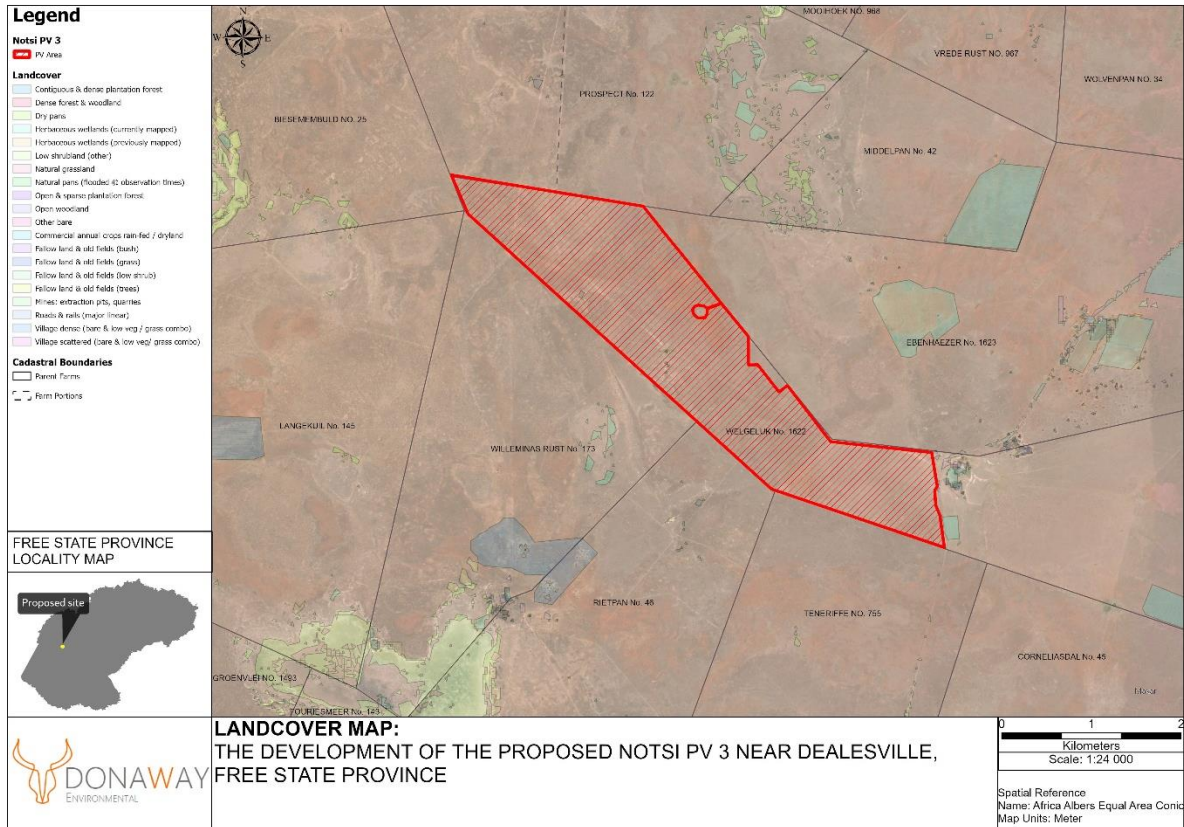 Legend
Notsi PV 3
PV Area
Landcover
Contiguous & dense plantation forest
Dense forest & woodland
Dry pans
Herbaceous wetlands (currently mapped)
Herbaceous wetlands (previously mapped)
Low shrubland (other)
Natural grassland
Natural pans (flooded @ observation times)
Open & sparse plantation forest
Open woodland
Other bare
Commercial annual crops rain-fed / dryland
Fallow land & old fields (bush)
Fallow land & old fields (grass)
Fallow land & old fields (low shrub)
Fallow land & old fields (trees)
Mines: extraction pits, quarries
Roads & rails (major linear)
Village dense (bare & low veg / grass combo)
Village scattered (bare & low veg/ grass combo)
Cadastral Boundaries
Parent Farms
Farm Portions
FREE STATE PROVINCE
LOCALITY MAP
Proposed site
DONAWAY
ENVIRONMENTAL
N
W
E
S
MOOIHOEK No. 968
VREDE RUST NO. 967
WOLVENPAN NO. 34
PROSPECT No. 122
BIESEMEMBULD NO. 25
MIDDELPAN No. 42
EBENHAEZER No. 1623
LANGEKUIL No. 145
WILLEMINAS RUST No. 173
WELGELUK No. 1622
RIETPAN No. 46
TENERIFFE NO. 755
CORNELIASDAL No. 45
GROENVLEI NO. 1493
TOURIESMEER No. 143
Maxar
LANDCOVER MAP:
THE DEVELOPMENT OF THE PROPOSED NOTSI PV 3 NEAR DEALESVILLE,
FREE STATE PROVINCE
0 1 2
Kilometers
Scale: 1:24 000
Spatial Reference
Name: Africa Albers Equal Area Conic
Map Units: Meter